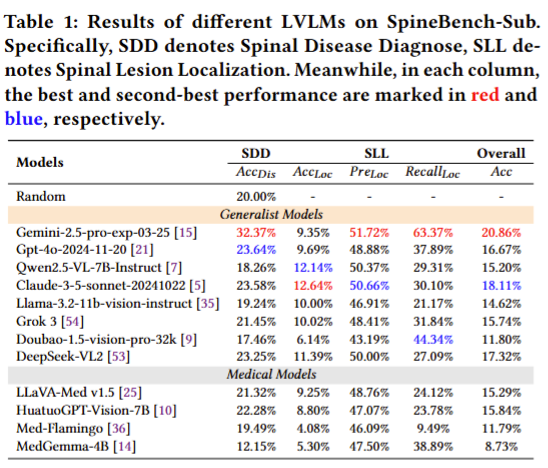 Table 1: Results of different LVLMs on SpineBench-Sub.
Specifically, SDD denotes Spinal Disease Diagnose, SLL de-
notes Spinal Lesion Localization. Meanwhile, in each column,
the best and second-best performance are marked in red and
blue, respectively.
Models SDD SLL Overall
AccDis AccLoc PreLoc RecallLoc Acc
Random 20.00% - - - -
Generalist Models
Gemini-2.5-pro-exp-03-25 [15] 32.37% 9.35% 51.72% 63.37% 20.86%
Gpt-4o-2024-11-20 [21] 23.64% 9.69% 48.88% 37.89% 16.67%
Qwen2.5-VL-7B-Instruct [7] 18.26% 12.14% 50.37% 29.31% 15.20%
Claude-3-5-sonnet-20241022 [5] 23.58% 12.64% 50.66% 30.10% 18.11%
Llama-3.2-11b-vision-instruct [35] 19.24% 10.00% 46.91% 21.17% 14.62%
Grok 3 [54] 21.45% 10.02% 48.41% 31.84% 15.74%
Doubao-1.5-vision-pro-32k [9] 17.46% 6.14% 43.19% 44.34% 11.80%
DeepSeek-VL2 [53] 23.25% 11.39% 50.00% 27.09% 17.32%
Medical Models
LLaVA-Med v1.5 [25] 21.32% 9.25% 48.76% 24.12% 15.29%
HuatuoGPT-Vision-7B [10] 22.28% 8.80% 47.07% 23.78% 15.84%
Med-Flamingo [36] 19.49% 4.08% 46.09% 9.49% 11.79%
MedGemma-4B [14] 12.15% 5.30% 47.50% 38.89% 8.73%